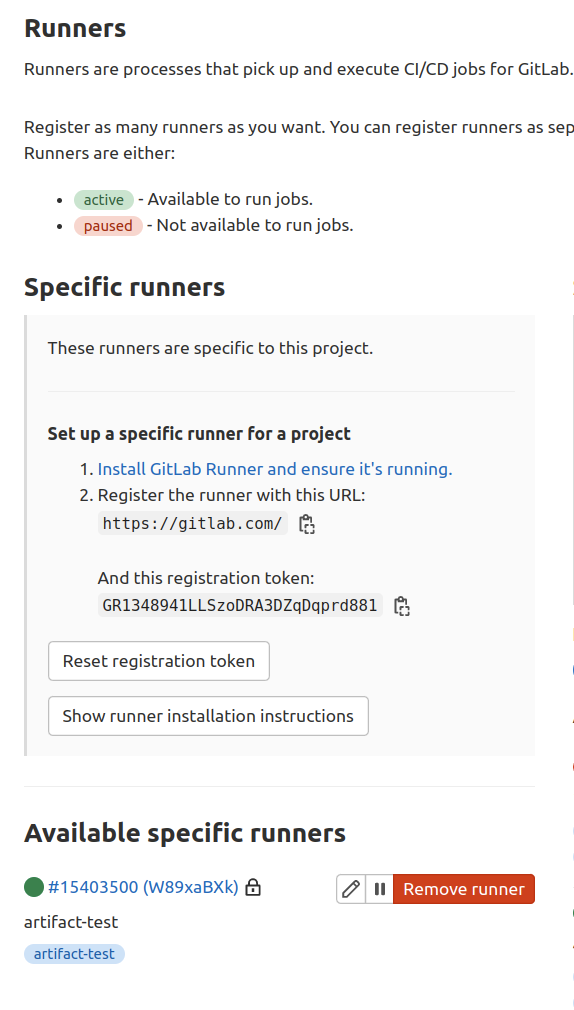 Runners
Runners are processes that pick up and execute CI/CD jobs for GitLab.
Register as many runners as you want. You can register runners as sep
Runners are either:
active - Available to run jobs.
paused - Not available to run jobs.
Specific runners
These runners are specific to this project.
Set up a specific runner for a project
1. Install GitLab Runner and ensure it's running.
2. Register the runner with this URL:
https://gitlab.com/
And this registration token:
GR1348941LLSzoDRA3DZqDqprd881
Reset registration token
Show runner installation instructions
Available specific runners
#15403500 (W89xaBXk)
Remove runner
artifact-test
artifact-test